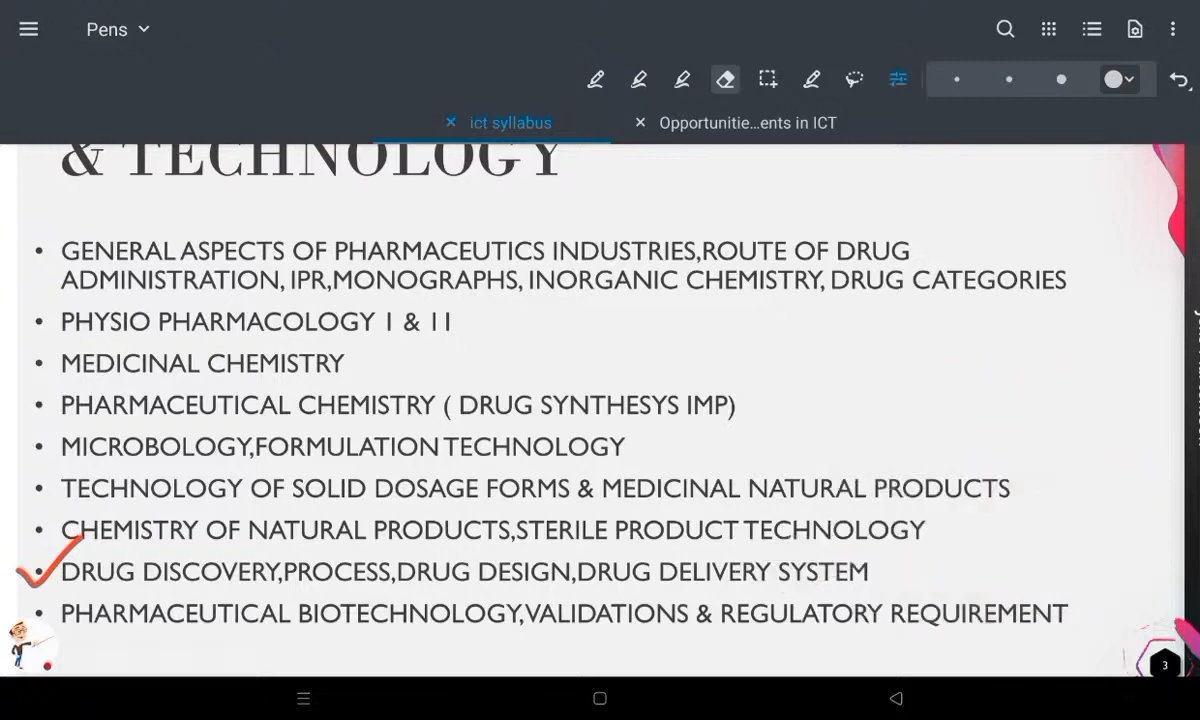 Pens
ict syllabus
Opportunitie...ents in ICT
& TECHNOLOGY
• GENERAL ASPECTS OF PHARMACEUTICS INDUSTRIES,ROUTE OF DRUG
ADMINISTRATION, IPR,MONOGRAPHS, INORGANIC CHEMISTRY, DRUG CATEGORIES
• PHYSIO PHARMACOLOGY I & II
• MEDICINAL CHEMISTRY
• PHARMACEUTICAL CHEMISTRY ( DRUG SYNTHESYS IMP)
• MICROBOLOGY,FORMULATION TECHNOLOGY
• TECHNOLOGY OF SOLID DOSAGE FORMS & MEDICINAL NATURAL PRODUCTS
• CHEMISTRY OF NATURAL PRODUCTS,STERILE PRODUCT TECHNOLOGY
• DRUG DISCOVERY,PROCESS,DRUG DESIGN,DRUG DELIVERY SYSTEM
• PHARMACEUTICAL BIOTECHNOLOGY,VALIDATIONS & REGULATORY REQUIREMENT
3